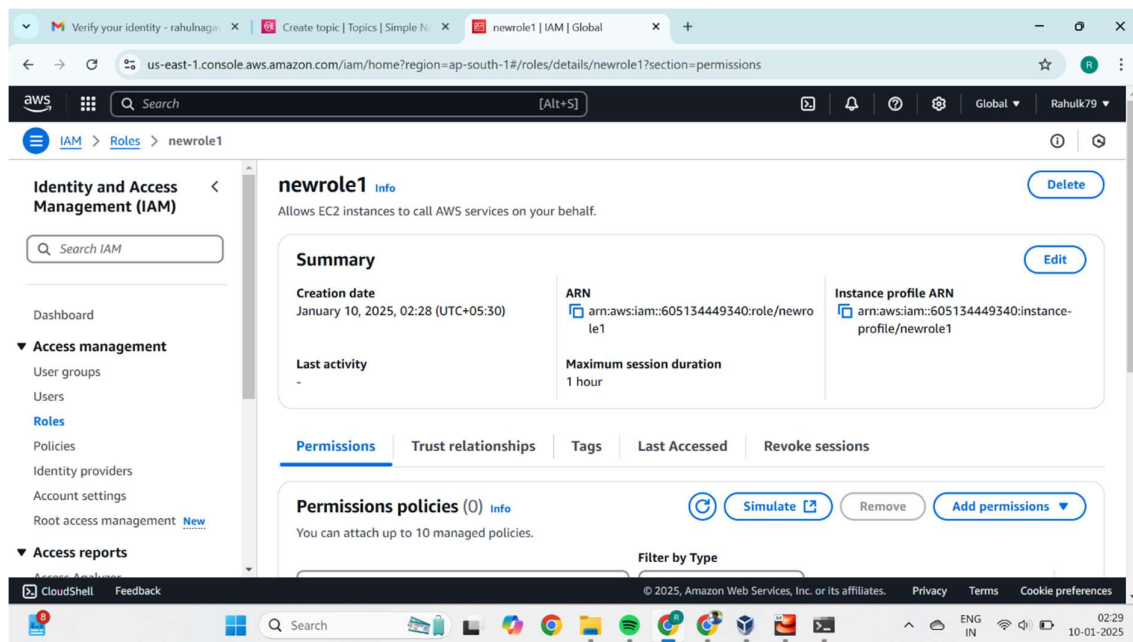 Verify your identity - rahulnaga
Create topic | Topics | Simple N
newrole1 | IAM | Global
us-east-1.console.aws.amazon.com/iam/home?region=ap-south-1#/roles/details/newrole1?section=permissions
R
aws
Search
[Alt+S]
Global
Rahulk79
IAM > Roles > newrole1
Identity and Access
Management (IAM)
Search IAM
Dashboard
Access management
User groups
Users
Roles
Policies
Identity providers
Account settings
Root access management New
Access reports
newrole1 Info
Delete
Allows EC2 instances to call AWS services on your behalf.
Summary
Edit
Creation date
January 10, 2025, 02:28 (UTC+05:30)
ARN
arn:aws:iam::605134449340:role/newro
le1
Instance profile ARN
arn:aws:iam::605134449340:instance-
profile/newrole1
Last activity
-
Maximum session duration
1 hour
Permissions
Trust relationships
Tags
Last Accessed
Revoke sessions
Permissions policies (0) Info
Simulate
Remove
Add permissions
You can attach up to 10 managed policies.
Filter by Type
CloudShell
Feedback
© 2025, Amazon Web Services, Inc. or its affiliates.
Privacy
Terms
Cookie preferences
8
Search
ENG
IN
02:29
10-01-2025